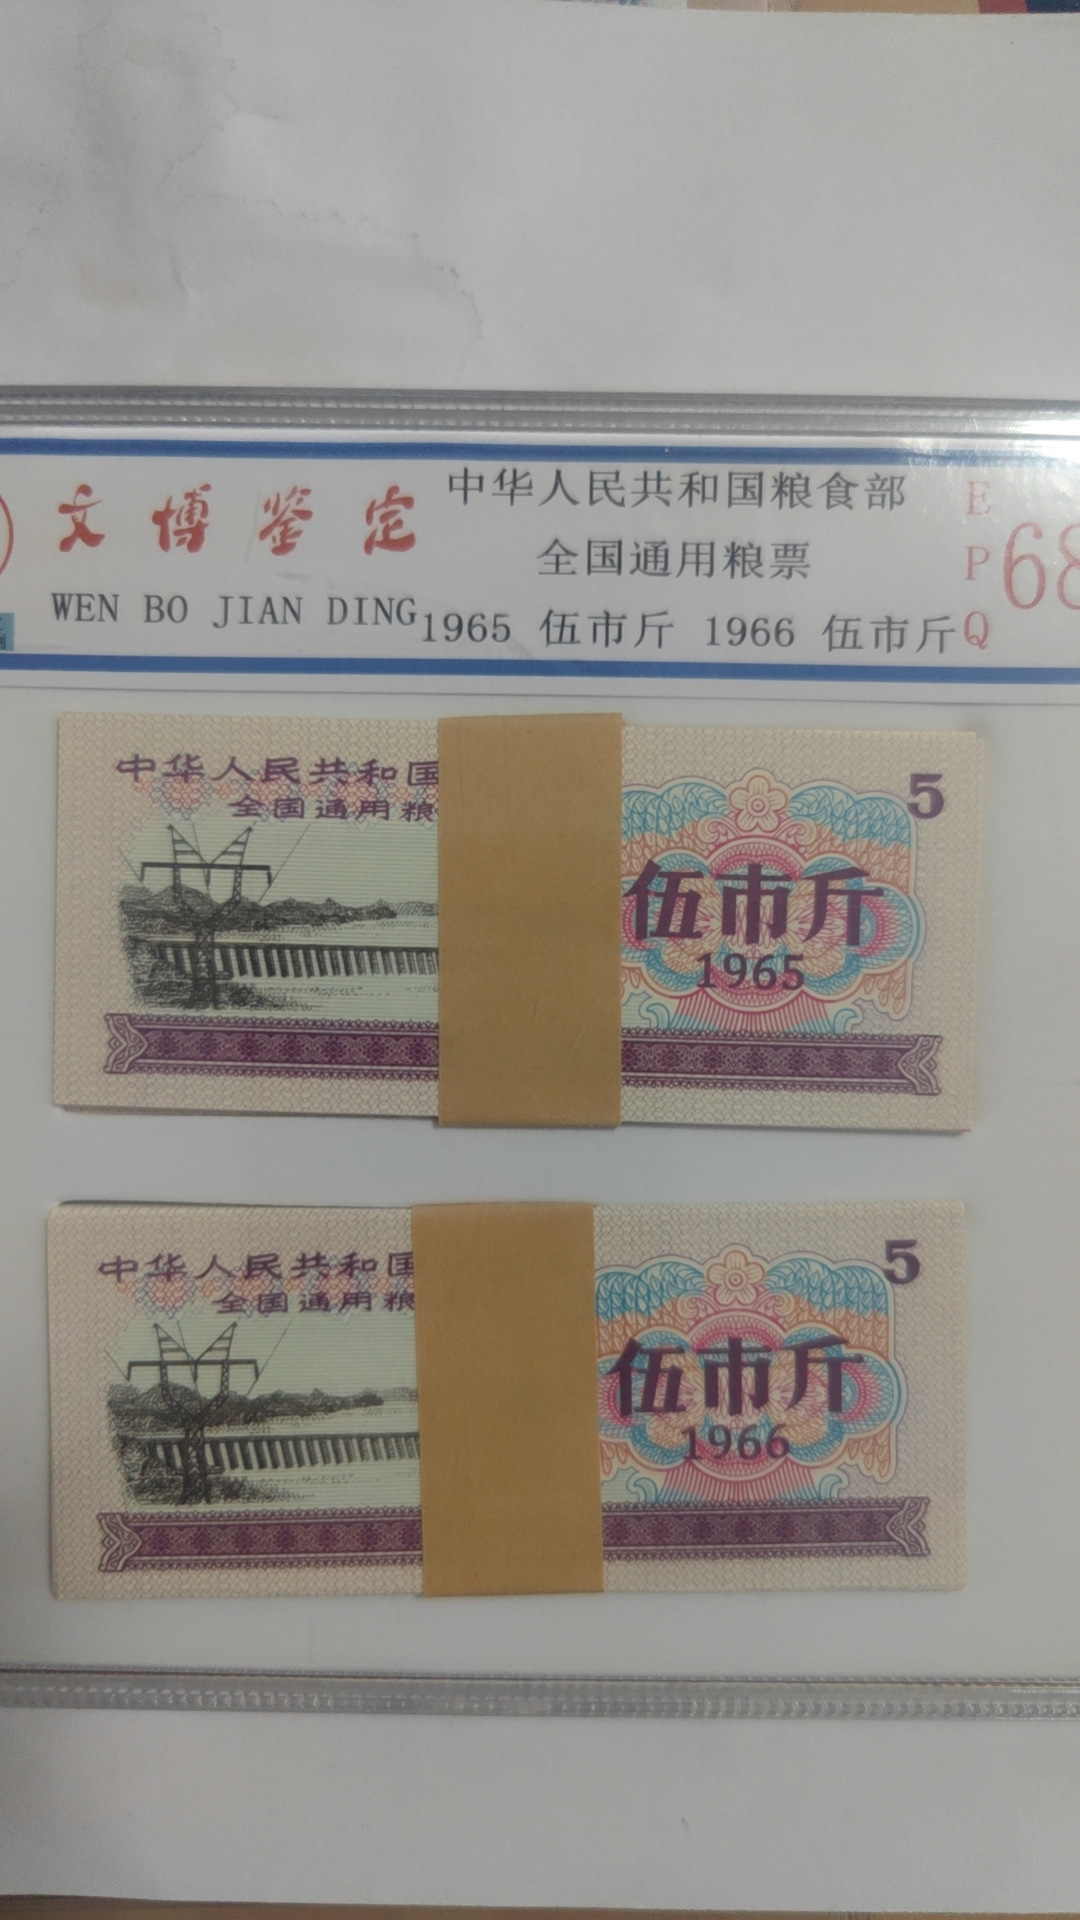 文博鉴定
WEN BO JIAN DING
中华人民共和国粮食部
全国通用粮票
1965 伍市斤 1966 伍市斤
EPQ
68
中华人民共和国
全国通用粮
5
伍市斤
1965
中华人民共和国
全国通用粮
5
伍市斤
1966